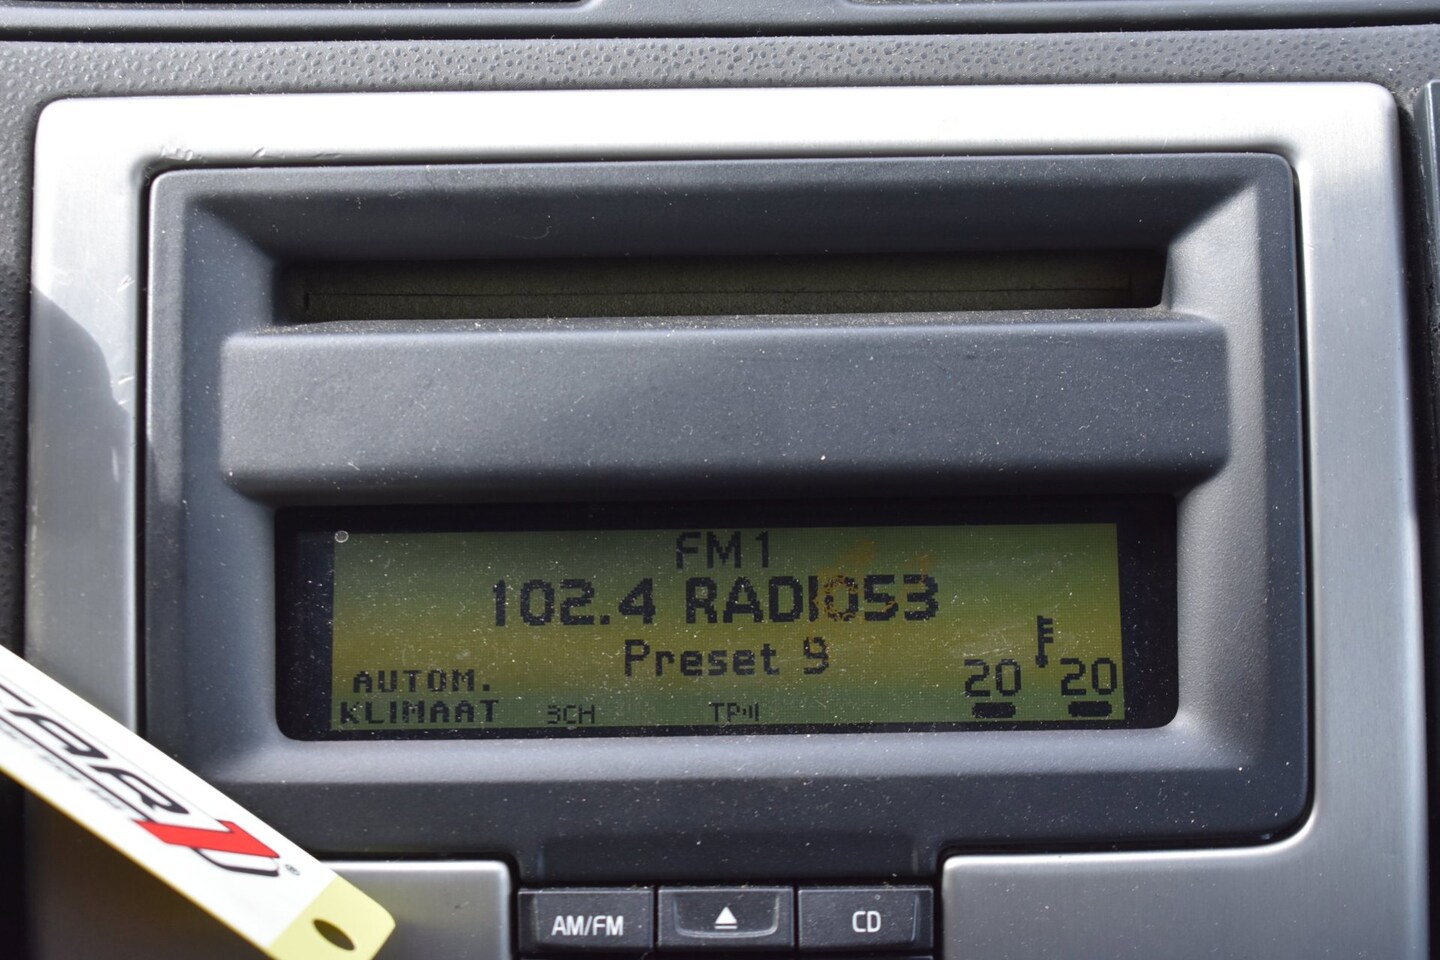 FM1
102.4 RADIO53
Preset 9
AUTOM.
KLIMAAT
3CH
TP
20
20
AM/FM
CD